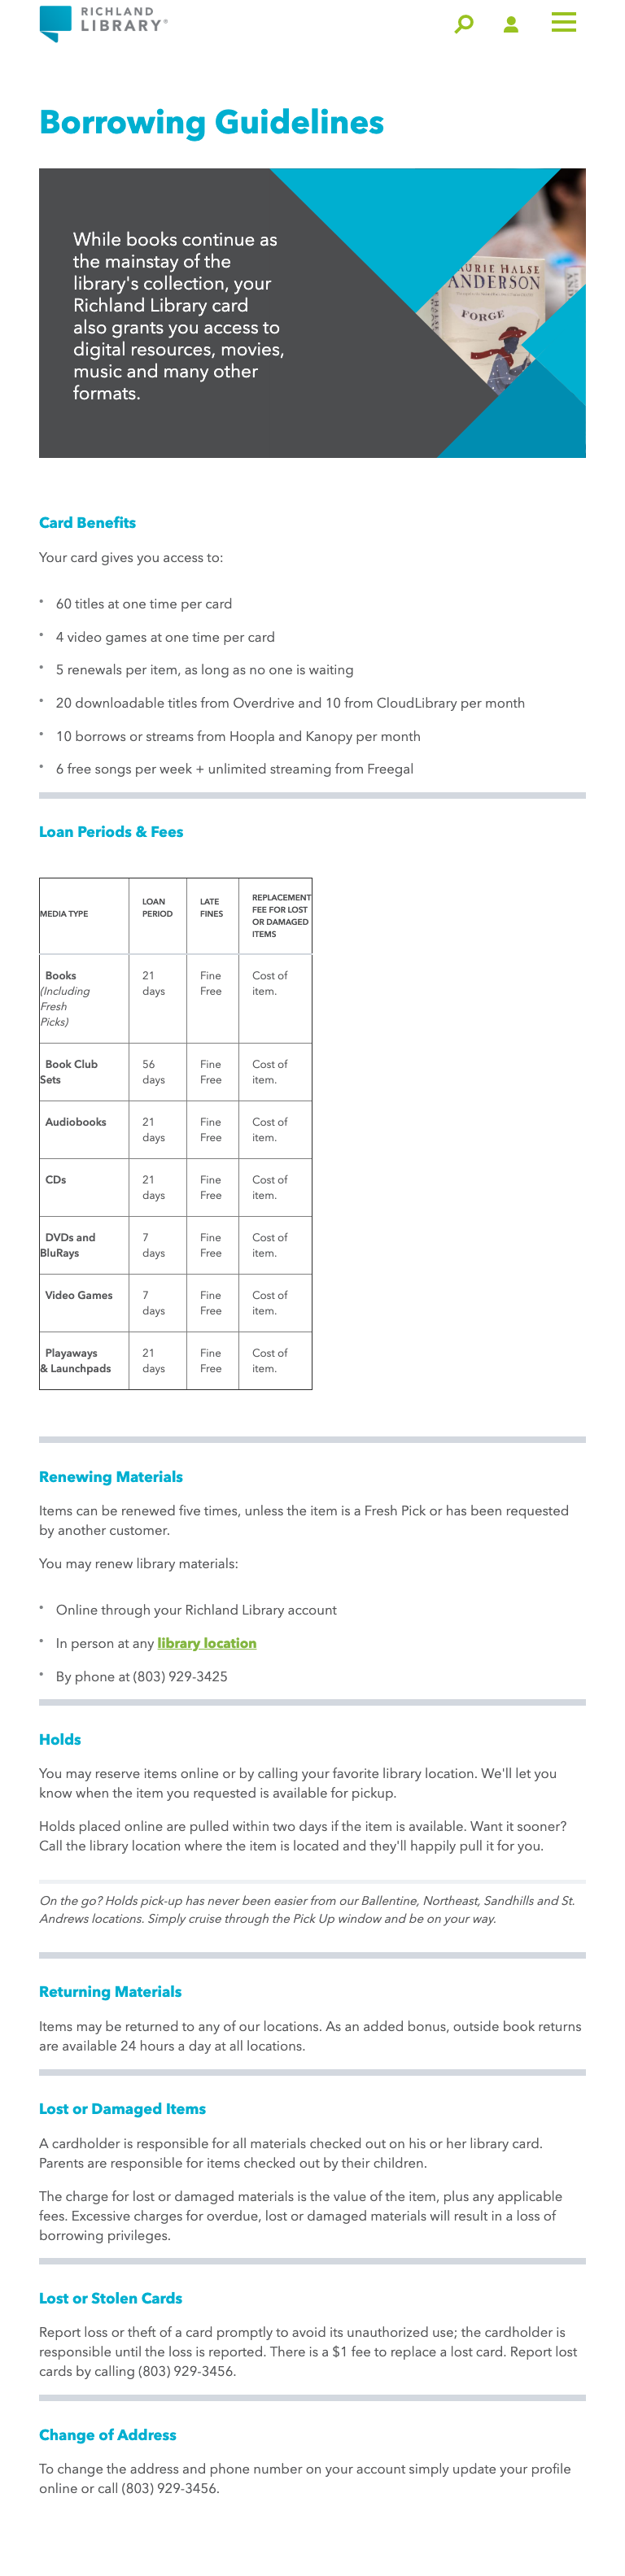 RICHLAND
LIBRARY®
Borrowing Guidelines
While books continue as
the mainstay of the
library's collection, your
Richland Library card
also grants you access to
digital resources, movies,
music and many other
formats.
LAURIE HALSE
ANDERSON
FORGE
Card Benefits
Your card gives you access to:
• 60 titles at one time per card
• 4 video games at one time per card
• 5 renewals per item, as long as no one is waiting
• 20 downloadable titles from Overdrive and 10 from CloudLibrary per month
• 10 borrows or streams from Hoopla and Kanopy per month
• 6 free songs per week + unlimited streaming from Freegal
Loan Periods & Fees
MEDIA TYPE
LOAN
PERIOD
LATE
FINES
REPLACEMENT
FEE FOR LOST
OR DAMAGED
ITEMS
Books
(Including
Fresh
Picks)
21
days
Fine
Free
Cost of
item.
Book Club
Sets
56
days
Fine
Free
Cost of
item.
Audiobooks
21
days
Fine
Free
Cost of
item.
CDs
21
days
Fine
Free
Cost of
item.
DVDs and
BluRays
7
days
Fine
Free
Cost of
item.
Video Games
7
days
Fine
Free
Cost of
item.
Playaways
& Launchpads
21
days
Fine
Free
Cost of
item.
Renewing Materials
Items can be renewed five times, unless the item is a Fresh Pick or has been requested
by another customer.
You may renew library materials:
• Online through your Richland Library account
• In person at any library location
• By phone at (803) 929-3425
Holds
You may reserve items online or by calling your favorite library location. We'll let you
know when the item you requested is available for pickup.
Holds placed online are pulled within two days if the item is available. Want it sooner?
Call the library location where the item is located and they'll happily pull it for you.
On the go? Holds pick-up has never been easier from our Ballentine, Northeast, Sandhills and St.
Andrews locations. Simply cruise through the Pick Up window and be on your way.
Returning Materials
Items may be returned to any of our locations. As an added bonus, outside book returns
are available 24 hours a day at all locations.
Lost or Damaged Items
A cardholder is responsible for all materials checked out on his or her library card.
Parents are responsible for items checked out by their children.
The charge for lost or damaged materials is the value of the item, plus any applicable
fees. Excessive charges for overdue, lost or damaged materials will result in a loss of
borrowing privileges.
Lost or Stolen Cards
Report loss or theft of a card promptly to avoid its unauthorized use; the cardholder is
responsible until the loss is reported. There is a $1 fee to replace a lost card. Report lost
cards by calling (803) 929-3456.
Change of Address
To change the address and phone number on your account simply update your profile
online or call (803) 929-3456.